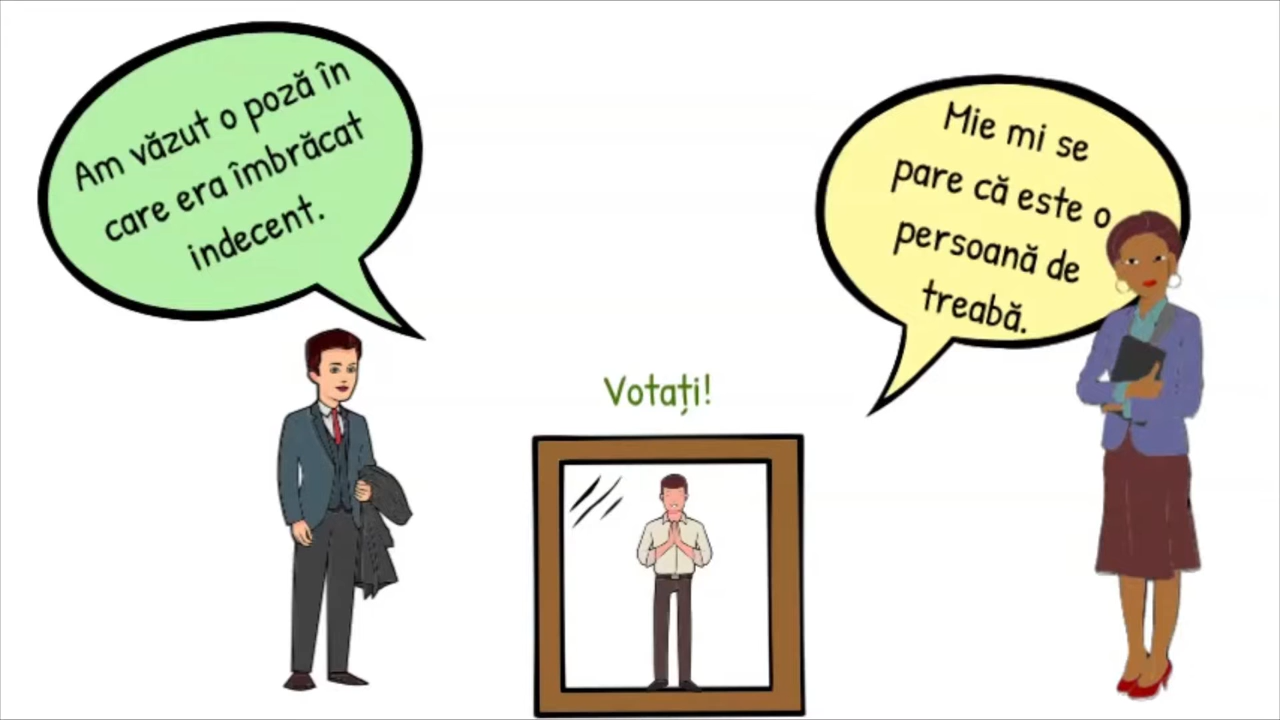 Am văzut o poză în
care era îmbrăcat
indecent.
Mie mi se
pare că este o
persoană de
treabă.
Votați!